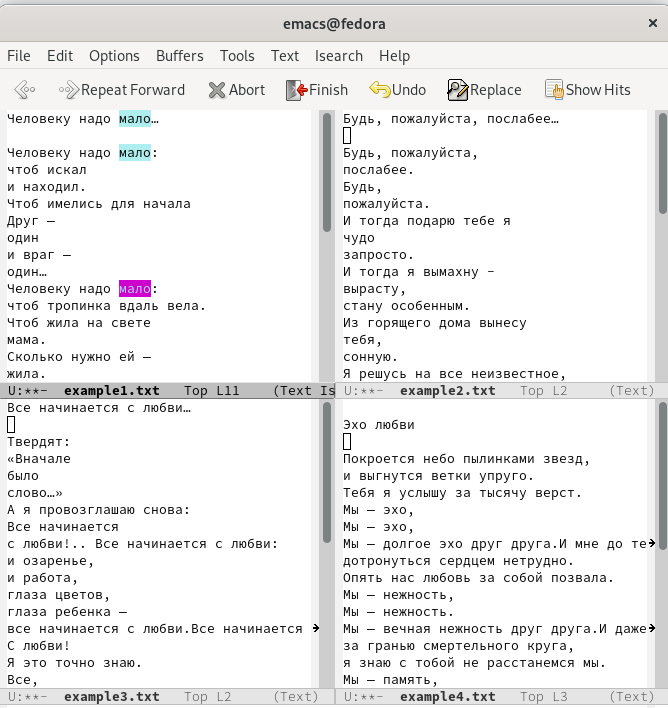 emacs@fedora
File Edit Options Buffers Tools Text Isearch Help
Repeat Forward Abort Finish Undo Replace Show Hits
Человеку надо мало…
Человеку надо мало:
чтоб искал
и находил.
Чтоб имелись для начала
Друг —
один
и враг —
один…
Человеку надо мало:
чтоб тропинка вдаль вела.
Чтоб жила на свете
мама.
Сколько нужно ей —
жила.
U:**- example1.txt Top L11 (Text Is
Будь, пожалуйста, послабее…
Будь, пожалуйста,
послабее.
Будь,
пожалуйста.
И тогда подарю тебе я
чудо
запросто.
И тогда я вымахну –
вырасту,
стану особенным.
Из горящего дома вынесу
тебя,
сонную.
Я решусь на все неизвестное,
U:**- example2.txt Top L2 (Text)
Все начинается с любви…
Твердят:
«Вначале
было
слово…»
А я провозглашаю снова:
Все начинается
с любви!.. Все начинается с любви:
и озаренье,
и работа,
глаза цветов,
глаза ребенка —
все начинается с любви.Все начинается
С любви!
Я это точно знаю.
Все,
U:**- example3.txt Top L2 (Text)
Эхо любви
Покроется небо пылинками звезд,
и выгнутся ветки упруго.
Тебя я услышу за тысячу верст.
Мы — эхо,
Мы — эхо,
Мы — долгое эхо друг друга.И мне до те
дотронуться сердцем нетрудно.
Опять нас любовь за собой позвала.
Мы — нежность,
Мы — нежность.
Мы — вечная нежность друг друга.И даже
за гранью смертельного круга,
я знаю с тобой не расстанемся мы.
Мы — память,
U:**- example4.txt Top L3 (Text)